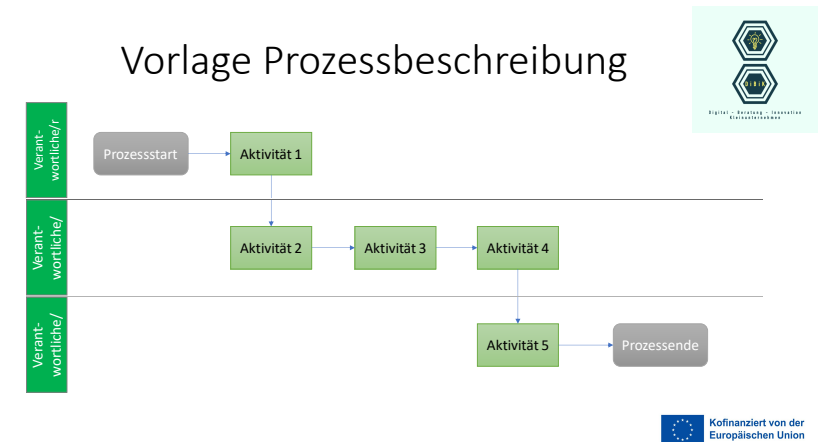 Vorlage Prozessbeschreibung
DiBiK
Digital - Beratung - Innovation
Kleinunternehmen
Verant-
wortliche/r
Prozessstart
Aktivität 1
Verant-
wortliche/
Aktivität 2
Aktivität 3
Aktivität 4
Verant-
wortliche/
Aktivität 5
Prozessende
Kofinanziert von der
Europäischen Union